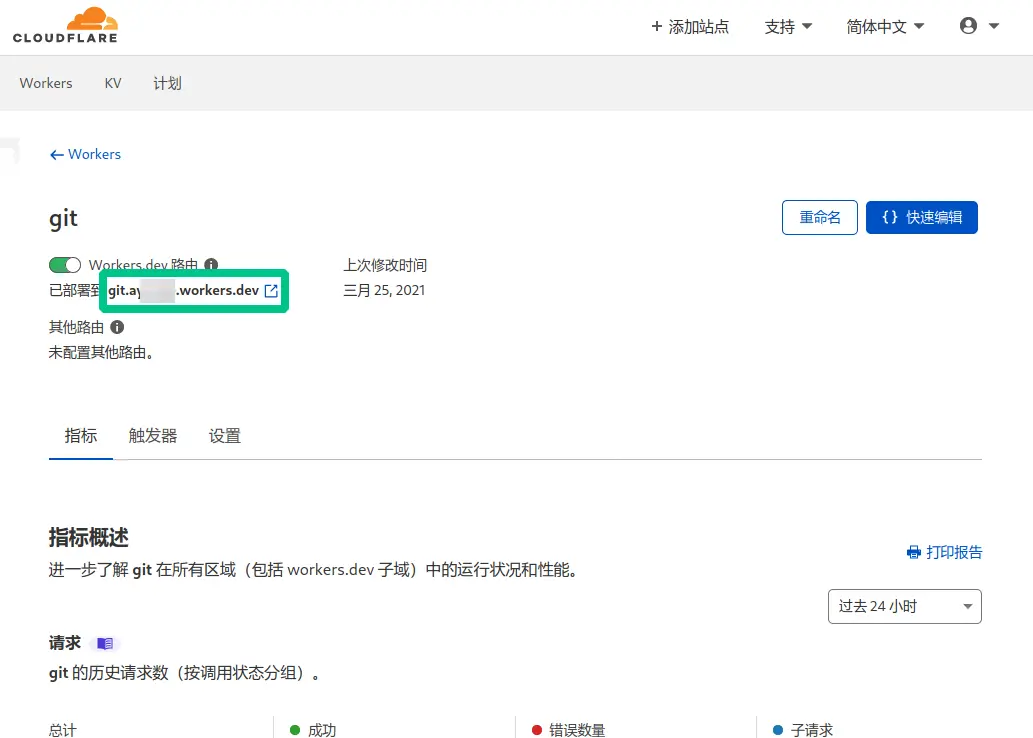 CLOUDFLARE
+ 添加站点 支持 简体中文
Workers KV 计划
← Workers
git
重命名 {} 快速编辑
Workers.dev 路由 上次修改时间
已部署到 git.ay .workers.dev 三月 25, 2021
其他路由
未配置其他路由。
指标 触发器 设置
指标概述
打印报告
进一步了解 git 在所有区域（包括 workers.dev 子域）中的运行状况和性能。
过去 24 小时
请求
git 的历史请求数（按调用状态分组）。
总计 成功 错误数量 子请求